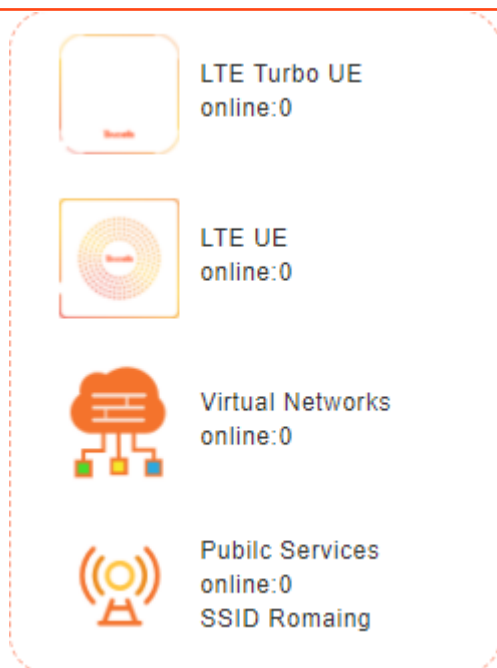 LTE Turbo UE
online:0
LTE UE
online:0
Virtual Networks
online:0
Pubilc Services
online:0
SSID Romaing